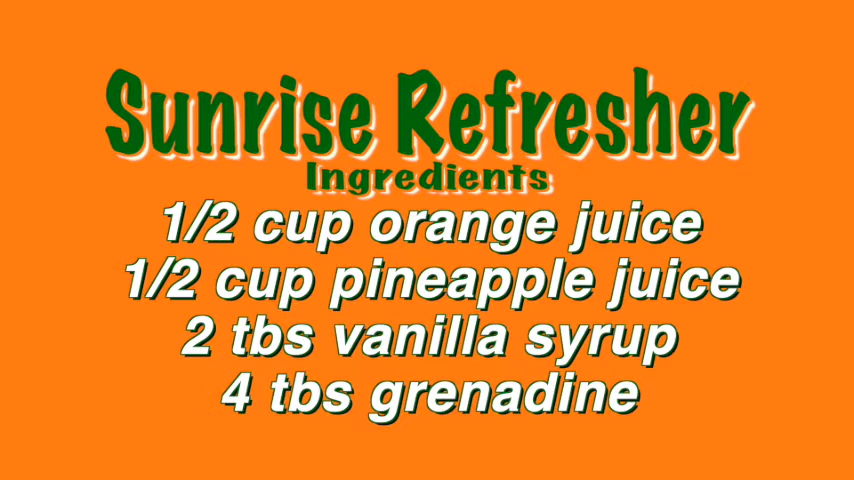 Sunrise Refresher
Ingredients
1/2 cup orange juice
1/2 cup pineapple juice
2 tbs vanilla syrup
4 tbs grenadine